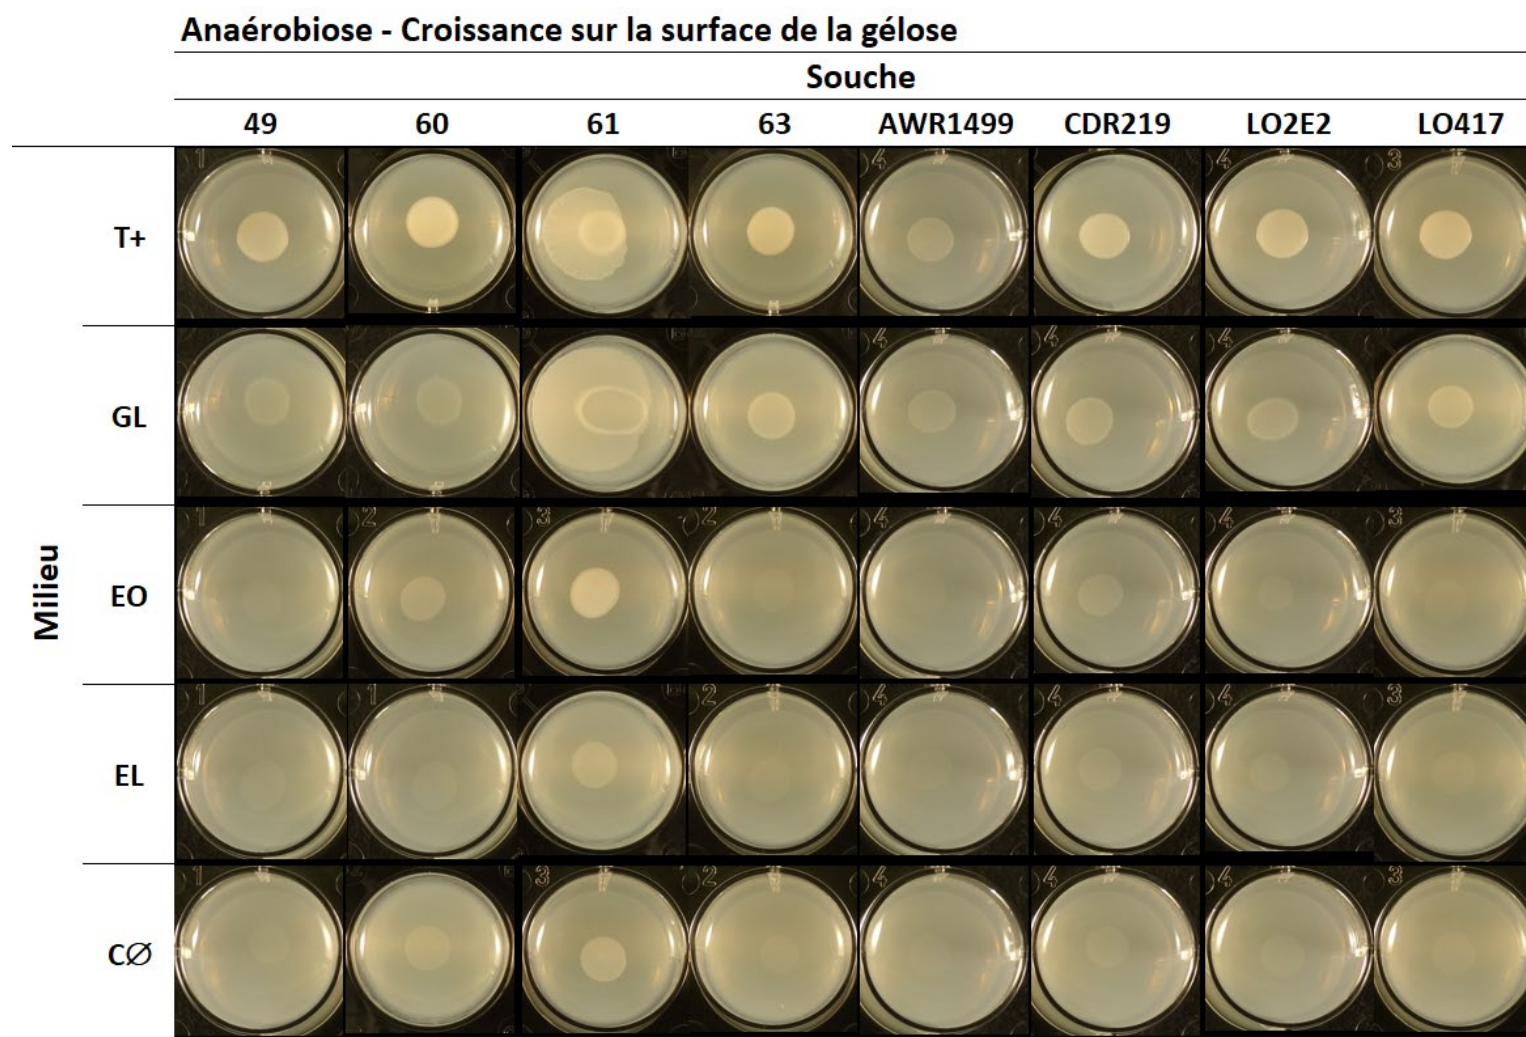 Anaérobiose - Croissance sur la surface de la gélose
Souche
49 60 61 63 AWR1499 CDR219 LO2E2 LO417
T+
GL
Milieu
EO
EL
CØ